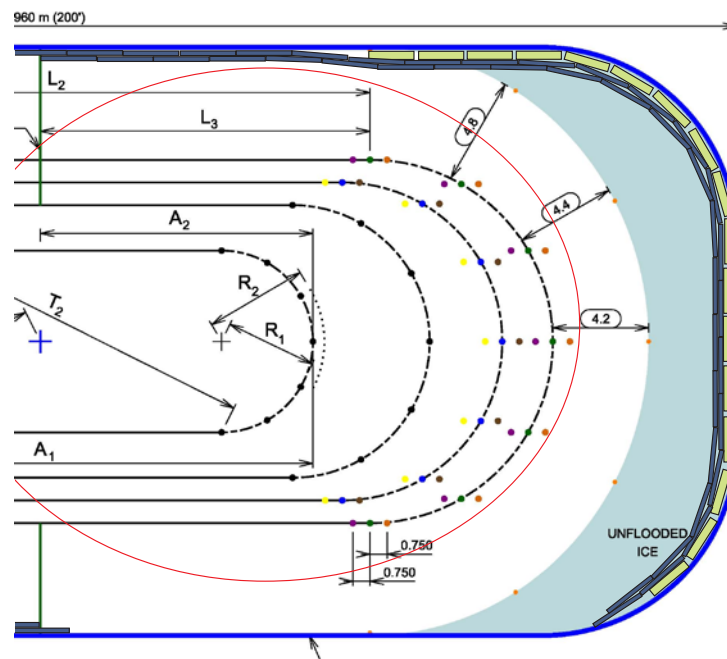 960 m (200')
L2
L3
4.8
4.4
A2
R2
T2
R1
4.2
A1
UNFLOODED
ICE
0.750
0.750